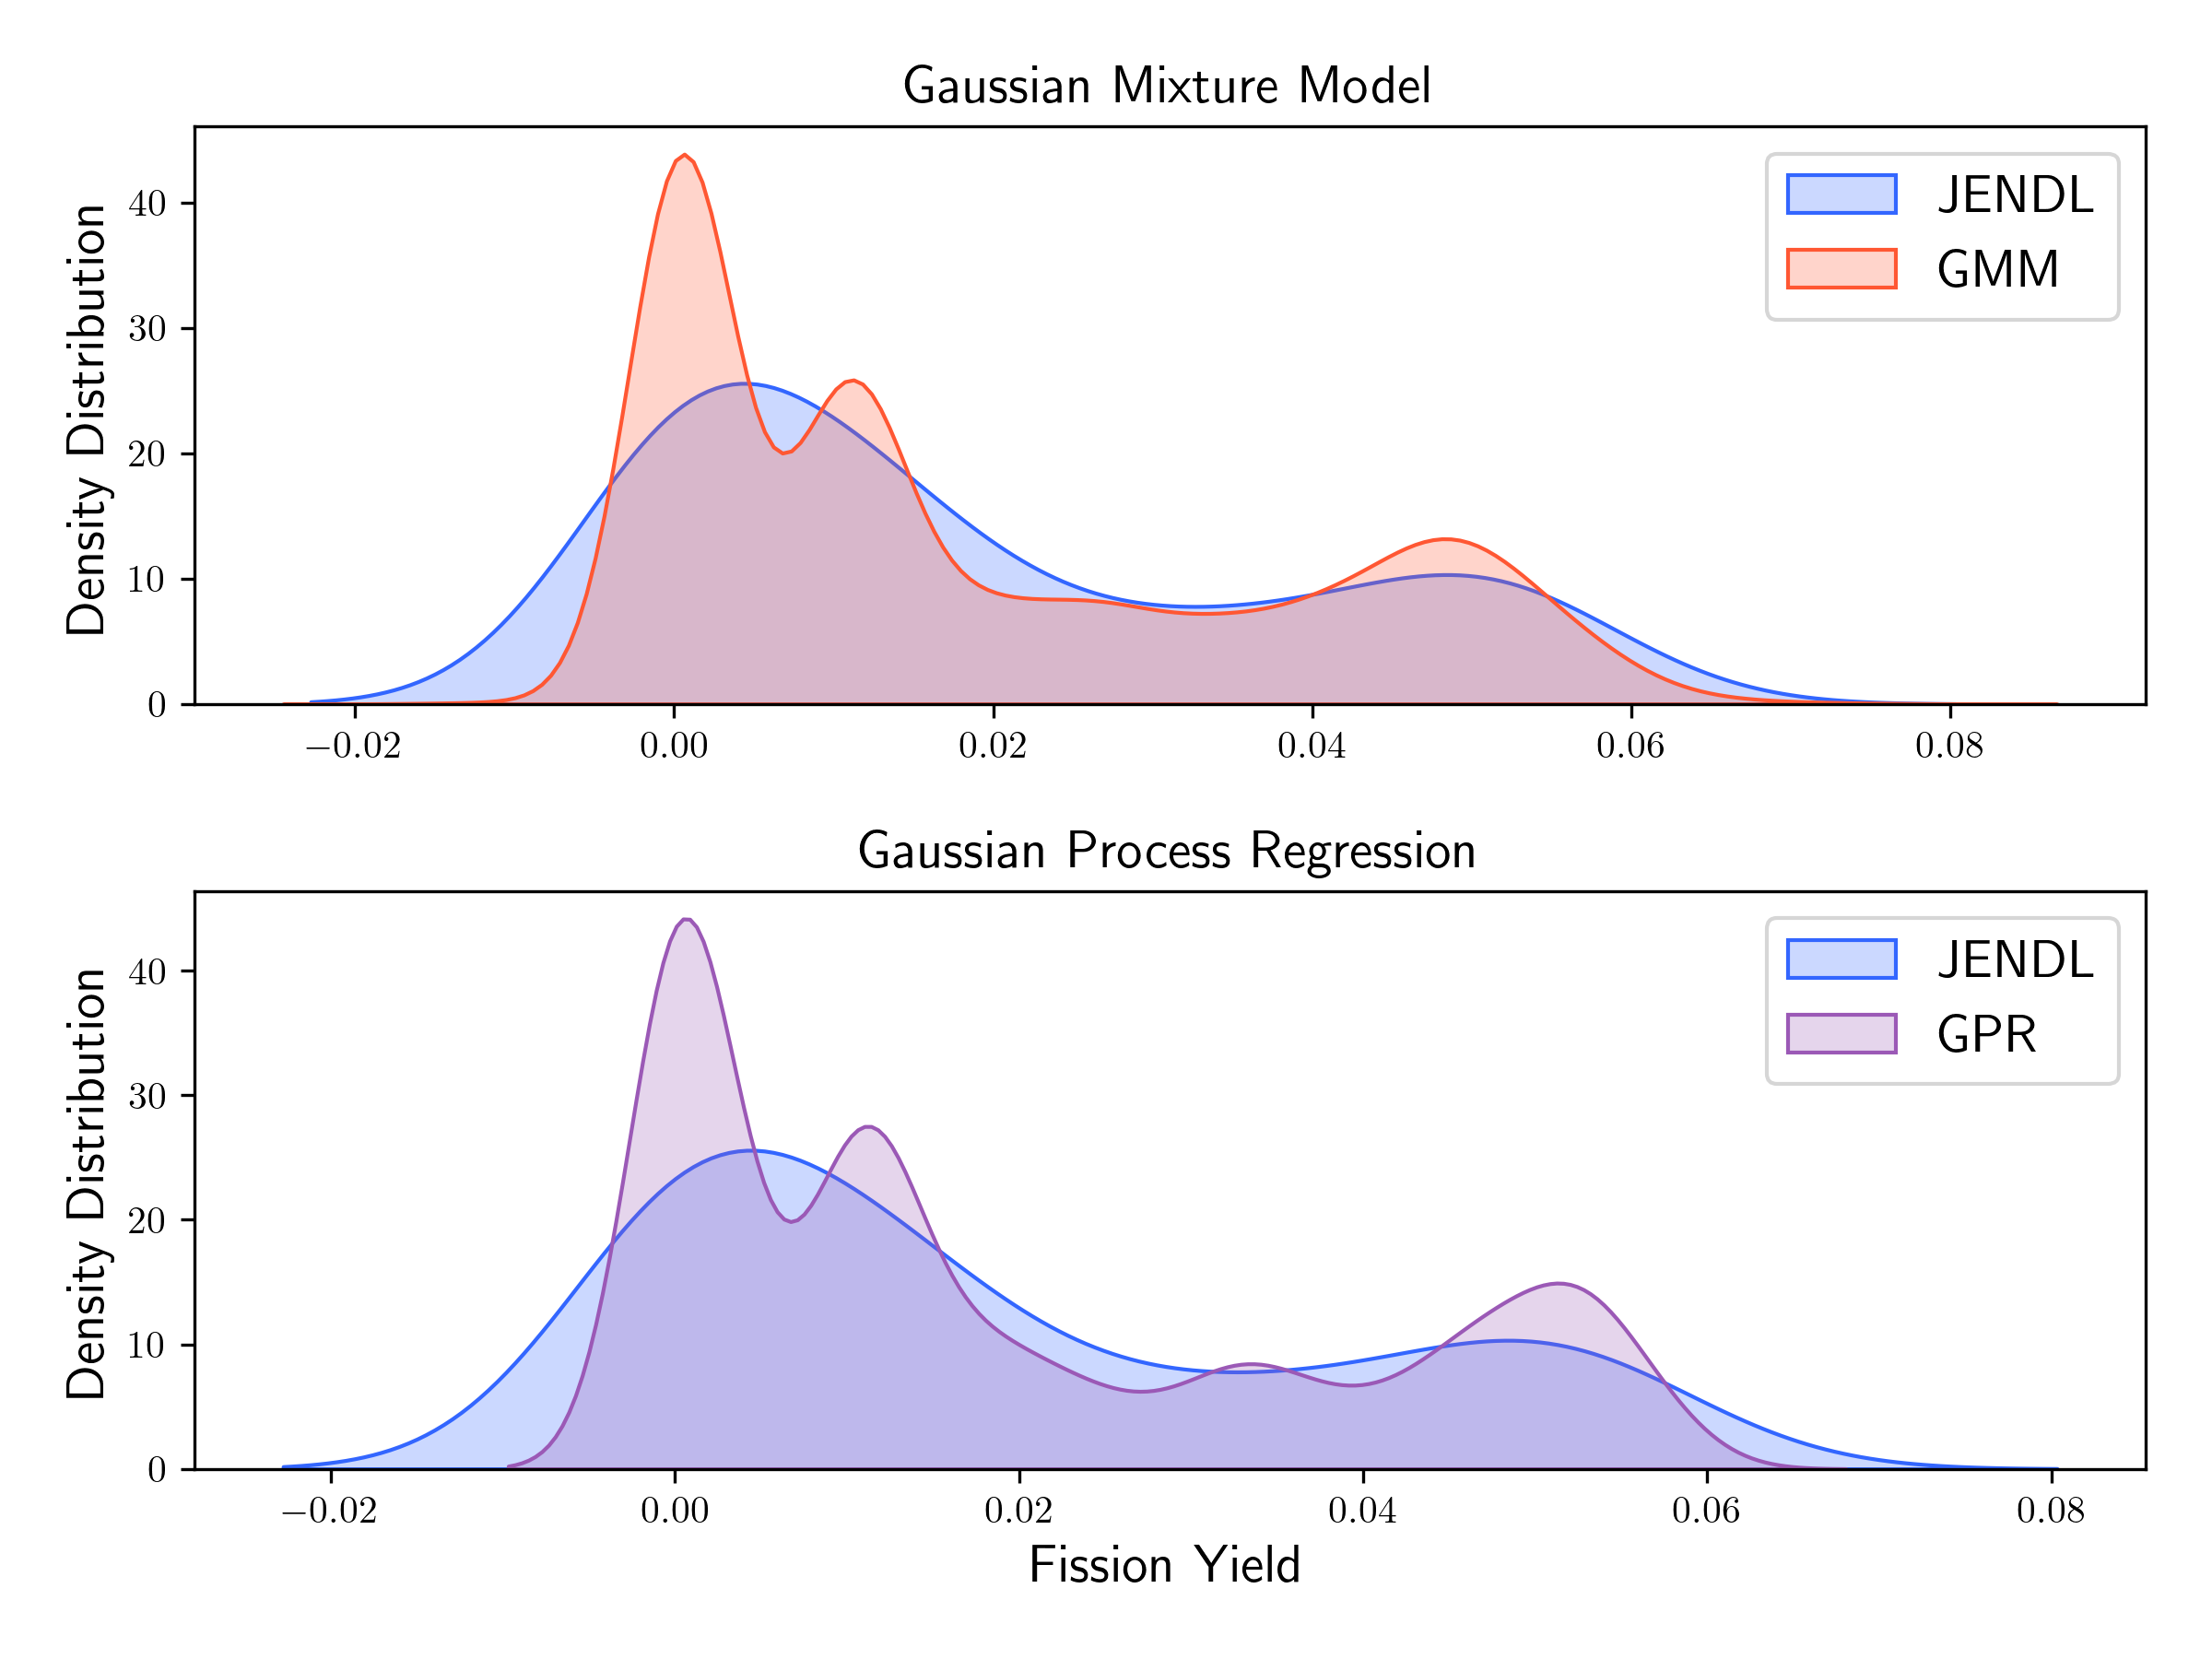 Gaussian Mixture Model
Density Distribution
40
30
20
10
0
JENDL
GMM
−0.02 0.00 0.02 0.04 0.06 0.08
Gaussian Process Regression
Density Distribution
40
30
20
10
0
JENDL
GPR
−0.02 0.00 0.02 0.04 0.06 0.08
Fission Yield